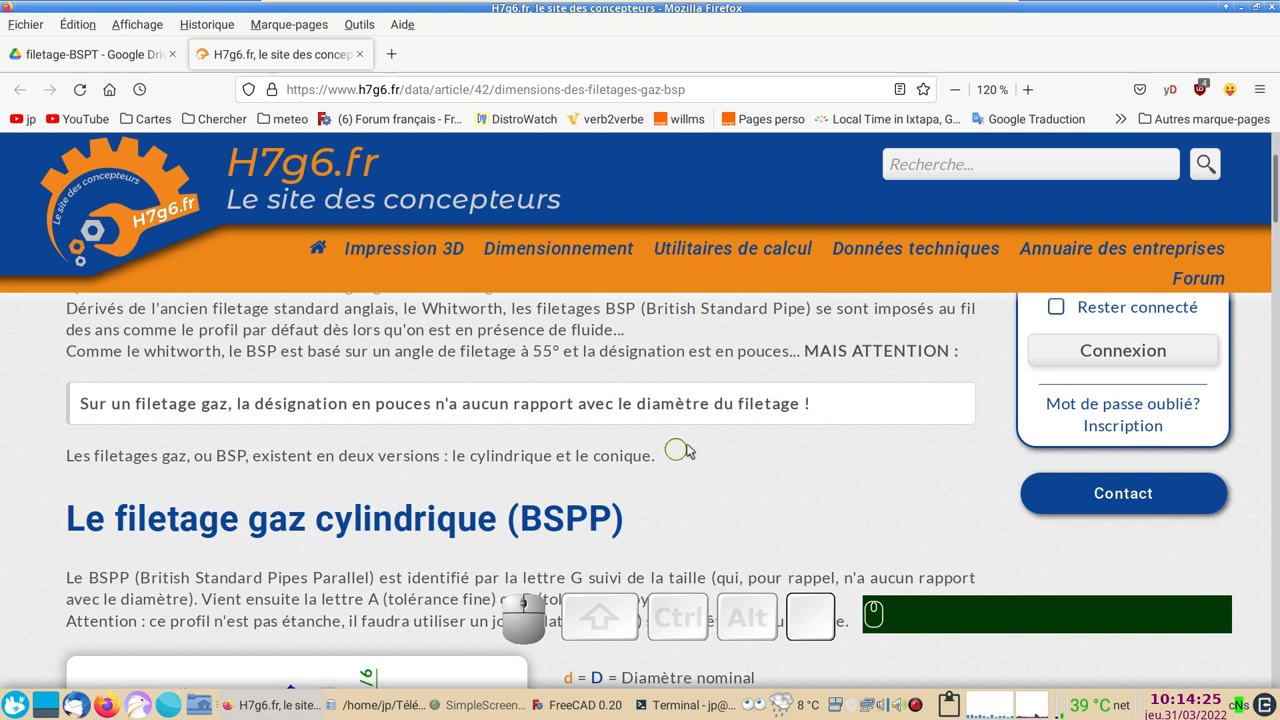 H7g6.fr, le site des concepteurs - Mozilla Firefox
Fichier Édition Affichage Historique Marque-pages Outils Aide
filetage-BSPT - Google Dri
H7g6.fr, le site des concep
https://www.h7g6.fr/data/article/42/dimensions-des-filetages-gaz-bsp
120 %
yD
4
jp YouTube Cartes Chercher meteo (6) Forum français - Fr... DistroWatch verb2verbe willms Pages perso Local Time in Ixtapa, G... Google Traduction Autres marque-pages
Le site des concepteurs
H7g6.fr
H7g6.fr
Le site des concepteurs
Recherche...
Impression 3D Dimensionnement Utilitaires de calcul Données techniques Annuaire des entreprises
Forum
Dérivés de l'ancien filetage standard anglais, le Whitworth, les filetages BSP (British Standard Pipe) se sont imposés au fil
des ans comme le profil par défaut dès lors qu'on est en présence de fluide...
Comme le whitworth, le BSP est basé sur un angle de filetage à 55° et la désignation est en pouces... MAIS ATTENTION :
Sur un filetage gaz, la désignation en pouces n'a aucun rapport avec le diamètre du filetage !
Les filetages gaz, ou BSP, existent en deux versions : le cylindrique et le conique.
Rester connecté
Connexion
Mot de passe oublié?
Inscription
Contact
Le filetage gaz cylindrique (BSPP)
Le BSPP (British Standard Pipes Parallel) est identifié par la lettre G suivi de la taille (qui, pour rappel, n'a aucun rapport
avec le diamètre). Vient ensuite la lettre A (tolérance fine)
Attention : ce profil n'est pas étanche, il faudra utiliser un
d = D = Diamètre nominal
Ctrl Alt
H7g6.fr, le site... /home/jp/Télé... SimpleScreen... FreeCAD 0.20 Terminal - jp@... 8 °C 39 °C net
10:14:25
jeu.31/03/2022
cNs